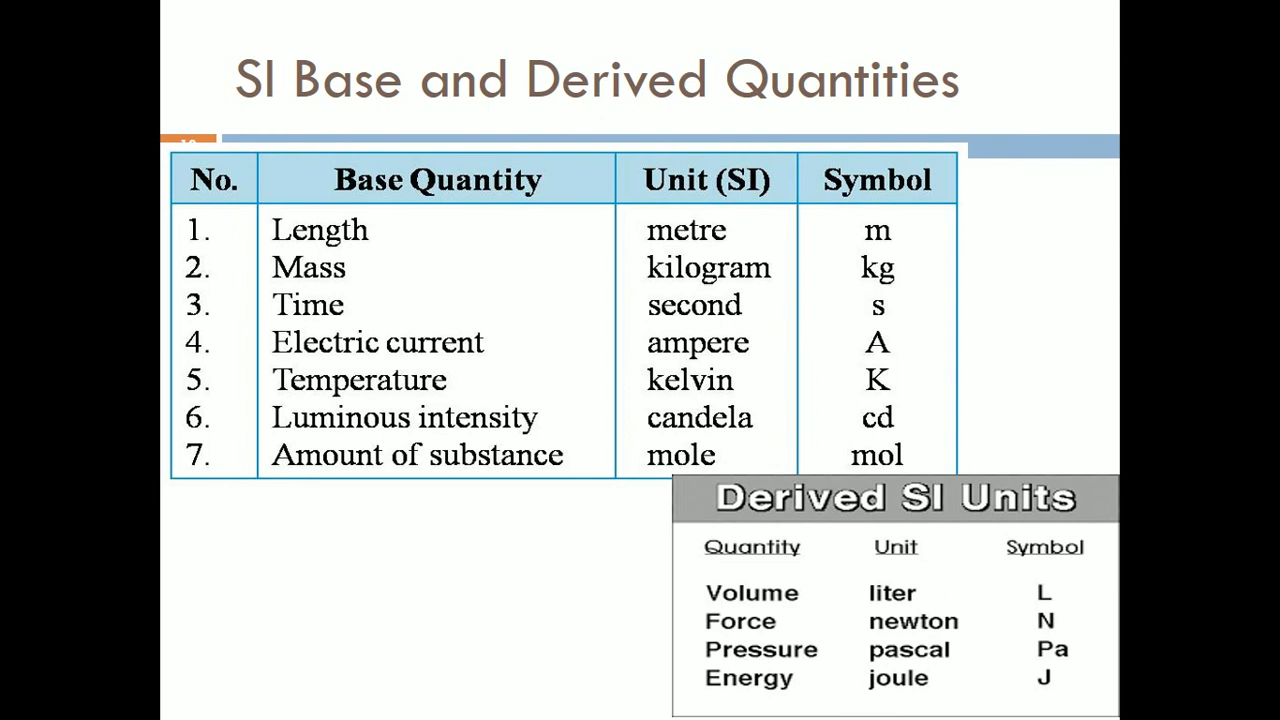 SI Base and Derived Quantities
No. Base Quantity Unit (SI) Symbol
1. Length metre m
2. Mass kilogram kg
3. Time second s
4. Electric current ampere A
5. Temperature kelvin K
6. Luminous intensity candela cd
7. Amount of substance mole mol
Derived SI Units
Quantity Unit Symbol
Volume liter L
Force newton N
Pressure pascal Pa
Energy joule J